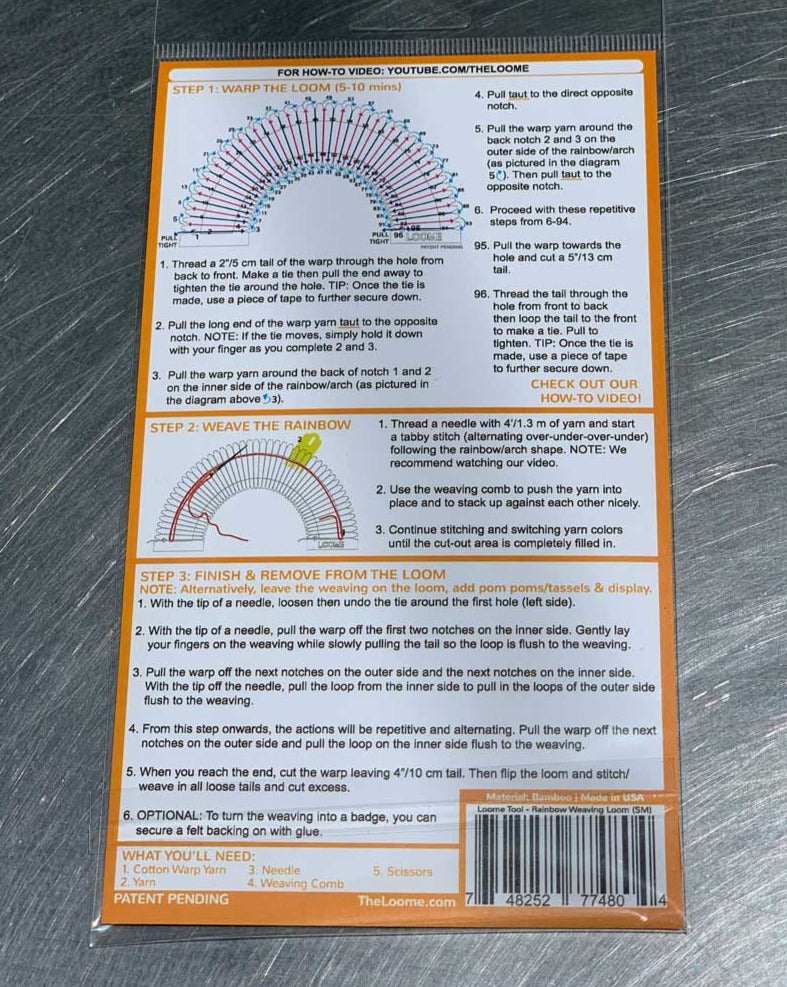 FOR HOW-TO VIDEO: YOUTUBE.COM/THELOOME
STEP 1: WARP THE LOOM (5-10 mins)
PULL TIGHT
PULL TIGHT
96
LOOME
PATENT PENDING
1. Thread a 2"/5 cm tail of the warp through the hole from
back to front. Make a tie then pull the end away to
tighten the tie around the hole. TIP: Once the tie is
made, use a piece of tape to further secure down.
2. Pull the long end of the warp yarn taut to the opposite
notch. NOTE: If the tie moves, simply hold it down
with your finger as you complete 2 and 3.
3. Pull the warp yarn around the back of notch 1 and 2
on the inner side of the rainbow/arch (as pictured in
the diagram above 3).
4. Pull taut to the direct opposite
notch.
5. Pull the warp yarn around the
back notch 2 and 3 on the
outer side of the rainbow/arch
(as pictured in the diagram
5). Then pull taut to the
opposite notch.
6. Proceed with these repetitive
steps from 6-94.
95. Pull the warp towards the
hole and cut a 5"/13 cm
tail.
96. Thread the tail through the
hole from front to back
then loop the tail to the front
to make a tie. Pull to
tighten. TIP: Once the tie is
made, use a piece of tape
to further secure down.
CHECK OUT OUR
HOW-TO VIDEO!
STEP 2: WEAVE THE RAINBOW
2
LOOME
1. Thread a needle with 4'/1.3 m of yarn and start
a tabby stitch (alternating over-under-over-under)
following the rainbow/arch shape. NOTE: We
recommend watching our video.
2. Use the weaving comb to push the yarn into
place and to stack up against each other nicely.
3. Continue stitching and switching yarn colors
until the cut-out area is completely filled in.
STEP 3: FINISH & REMOVE FROM THE LOOM
NOTE: Alternatively, leave the weaving on the loom, add pom poms/tassels & display.
1. With the tip of a needle, loosen then undo the tie around the first hole (left side).
2. With the tip of a needle, pull the warp off the first two notches on the inner side. Gently lay
your fingers on the weaving while slowly pulling the tail so the loop is flush to the weaving.
3. Pull the warp off the next notches on the outer side and the next notches on the inner side.
With the tip off the needle, pull the loop from the inner side to pull in the loops of the outer side
flush to the weaving.
4. From this step onwards, the actions will be repetitive and alternating. Pull the warp off the next
notches on the outer side and pull the loop on the inner side flush to the weaving.
5. When you reach the end, cut the warp leaving 4"/10 cm tail. Then flip the loom and stitch/
weave in all loose tails and cut excess.
6. OPTIONAL: To turn the weaving into a badge, you can
secure a felt backing on with glue.
Material: Bamboo | Made in USA
Loome Tool - Rainbow Weaving Loom (SM)
7 48252 77480 4
WHAT YOU'LL NEED:
1. Cotton Warp Yarn 3. Needle 5. Scissors
2. Yarn 4. Weaving Comb
PATENT PENDING
TheLoome.com